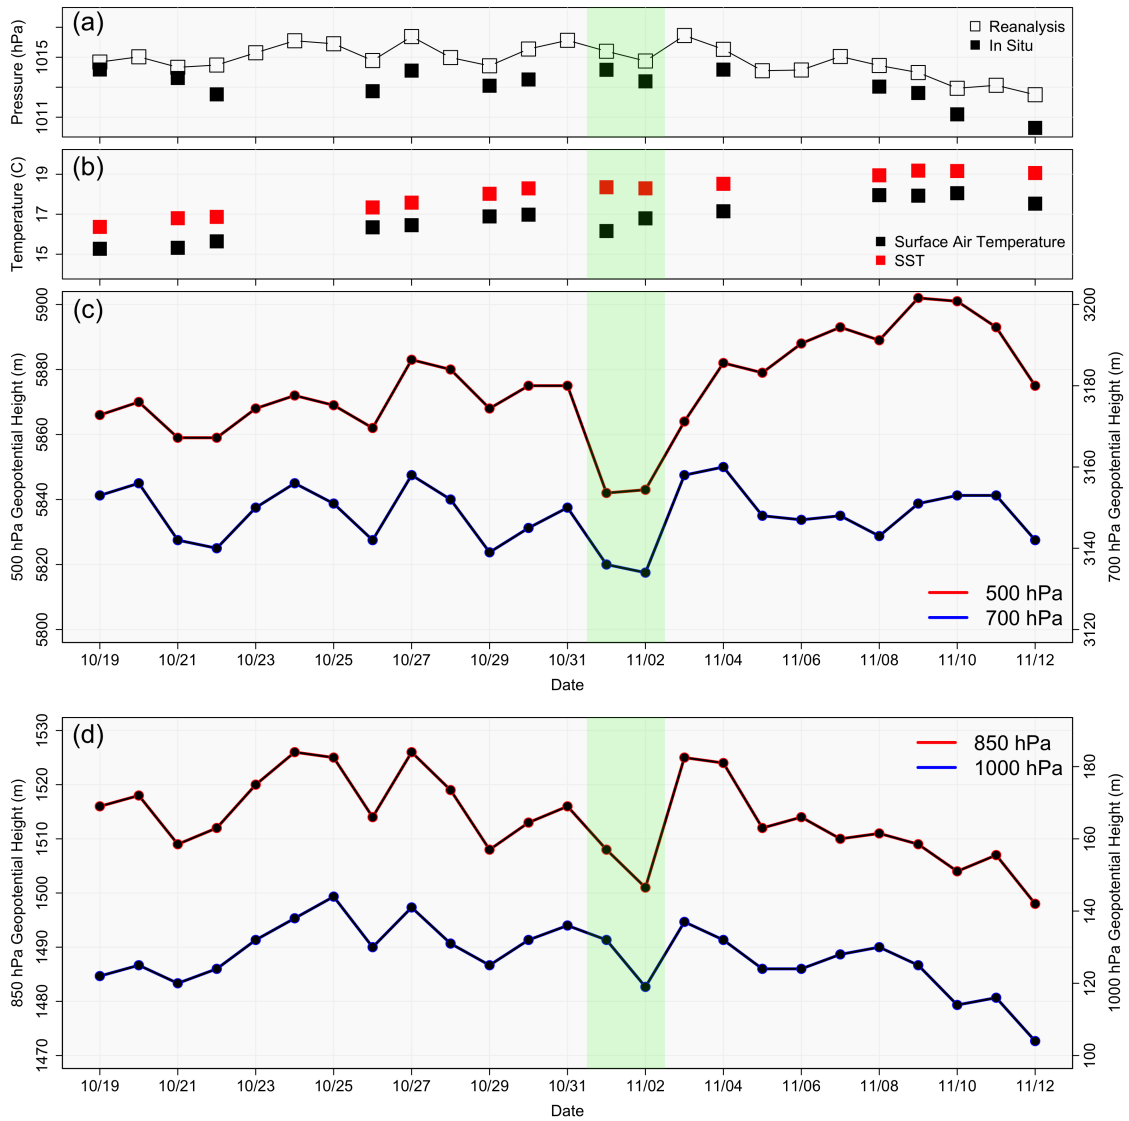 (a)
Pressure (hPa)
1015
1011
Reanalysis
In Situ
(b)
Temperature (C)
19
17
15
Surface Air Temperature
SST
(c)
500 hPa Geopotential Height (m)
5900
5880
5860
5840
5820
5800
700 hPa Geopotential Height (m)
3200
3180
3160
3140
3120
500 hPa
700 hPa
10/19 10/21 10/23 10/25 10/27 10/29 10/31 11/02 11/04 11/06 11/08 11/10 11/12
Date
(d)
850 hPa Geopotential Height (m)
1530
1520
1510
1500
1490
1480
1470
1000 hPa Geopotential Height (m)
180
160
140
120
100
850 hPa
1000 hPa
10/19 10/21 10/23 10/25 10/27 10/29 10/31 11/02 11/04 11/06 11/08 11/10 11/12
Date